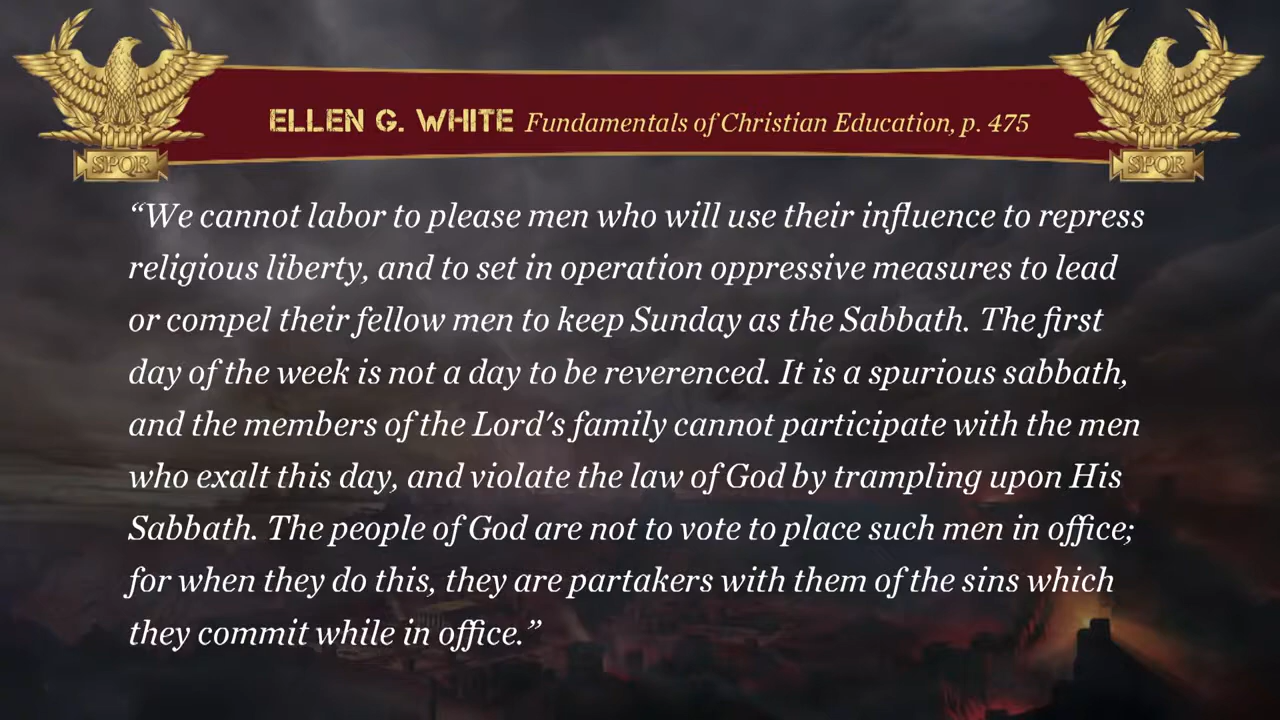 ELLEN G. WHITE Fundamentals of Christian Education, p. 475
SPQR SPQR
“We cannot labor to please men who will use their influence to repress
religious liberty, and to set in operation oppressive measures to lead
or compel their fellow men to keep Sunday as the Sabbath. The first
day of the week is not a day to be reverenced. It is a spurious sabbath,
and the members of the Lord's family cannot participate with the men
who exalt this day, and violate the law of God by trampling upon His
Sabbath. The people of God are not to vote to place such men in office;
for when they do this, they are partakers with them of the sins which
they commit while in office.”